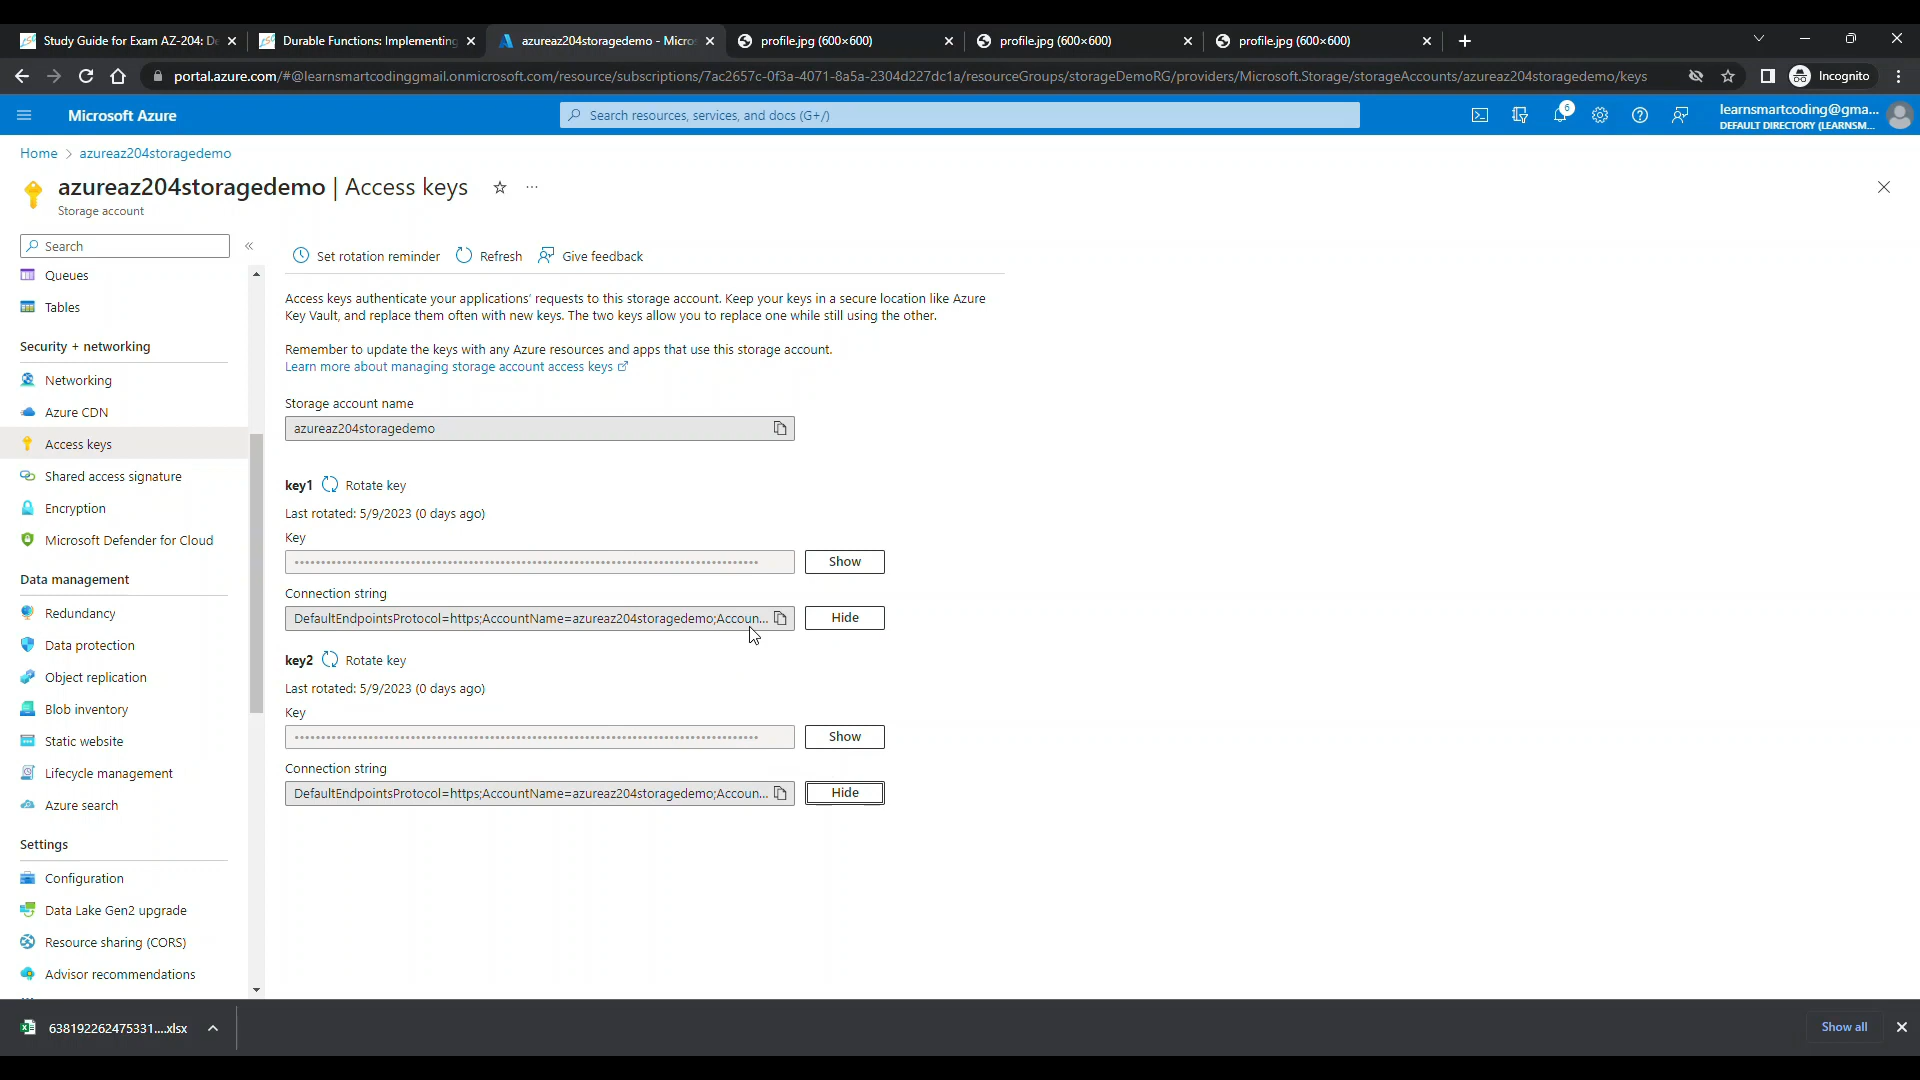 Study Guide for Exam AZ-204: De
Durable Functions: Implementing
azureaz204storagedemo - Micros
profile.jpg (600×600)
profile.jpg (600×600)
profile.jpg (600×600)
portal.azure.com/#@learnsmartcodinggmail.onmicrosoft.com/resource/subscriptions/7ac2657c-0f3a-4071-8a5a-2304d227dc1a/resourceGroups/storageDemoRG/providers/Microsoft.Storage/storageAccounts/azureaz204storagedemo/keys
Incognito
Microsoft Azure
Search resources, services, and docs (G+/)
6
learnsmartcoding@gma...
DEFAULT DIRECTORY (LEARNSM...
Home > azureaz204storagedemo
azureaz204storagedemo | Access keys
Storage account
Search
Queues
Tables
Security + networking
Networking
Azure CDN
Access keys
Shared access signature
Encryption
Microsoft Defender for Cloud
Data management
Redundancy
Data protection
Object replication
Blob inventory
Static website
Lifecycle management
Azure search
Settings
Configuration
Data Lake Gen2 upgrade
Resource sharing (CORS)
Advisor recommendations
Set rotation reminder
Refresh
Give feedback
Access keys authenticate your applications' requests to this storage account. Keep your keys in a secure location like Azure
Key Vault, and replace them often with new keys. The two keys allow you to replace one while still using the other.
Remember to update the keys with any Azure resources and apps that use this storage account.
Learn more about managing storage account access keys
Storage account name
azureaz204storagedemo
key1 Rotate key
Last rotated: 5/9/2023 (0 days ago)
Key
Show
Connection string
DefaultEndpointsProtocol=https;AccountName=azureaz204storagedemo;Accoun...
Hide
key2 Rotate key
Last rotated: 5/9/2023 (0 days ago)
Key
Show
Connection string
DefaultEndpointsProtocol=https;AccountName=azureaz204storagedemo;Accoun...
Hide
638192262475331....xlsx
Show all